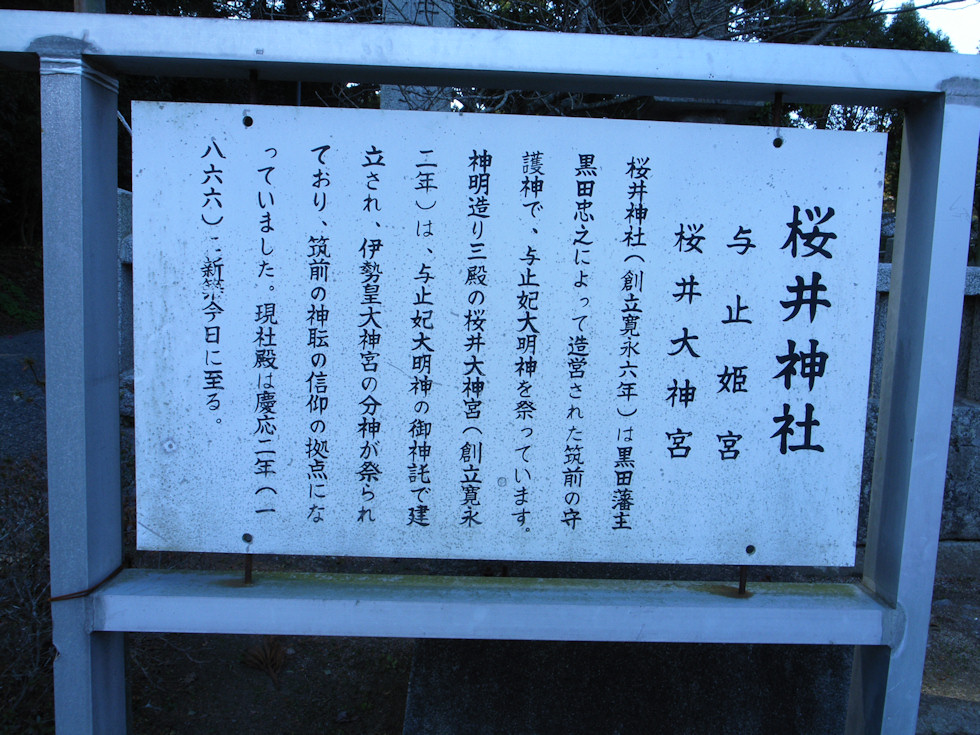 桜井神社
与止姫宮
桜井大神宮
桜井神社（創立寛永六年）は黒田藩主
黒田忠之によって造営された筑前の守
護神で、与止妃大明神を祭っています。
神明造り三殿の桜井大神宮（創立寛永
二年）は、与止妃大明神の御神託で建
立され、伊勢皇大神宮の分神が祭られ
ており、筑前の神の信仰の拠点にな
っていました。現社殿は慶応二年（一
八六六）に新築今日に至る。